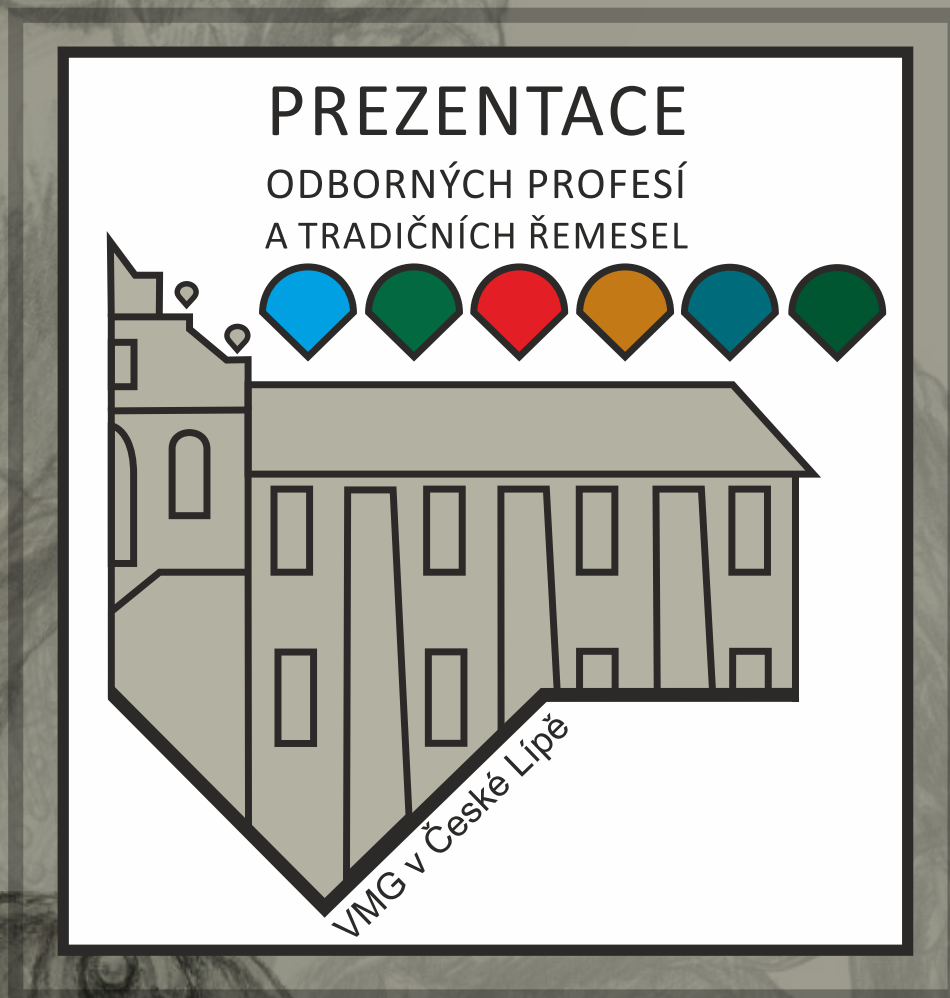 PREZENTACE
ODBORNÝCH PROFESÍ
A TRADIČNÍCH ŘEMESEL
VMG v České Lípě